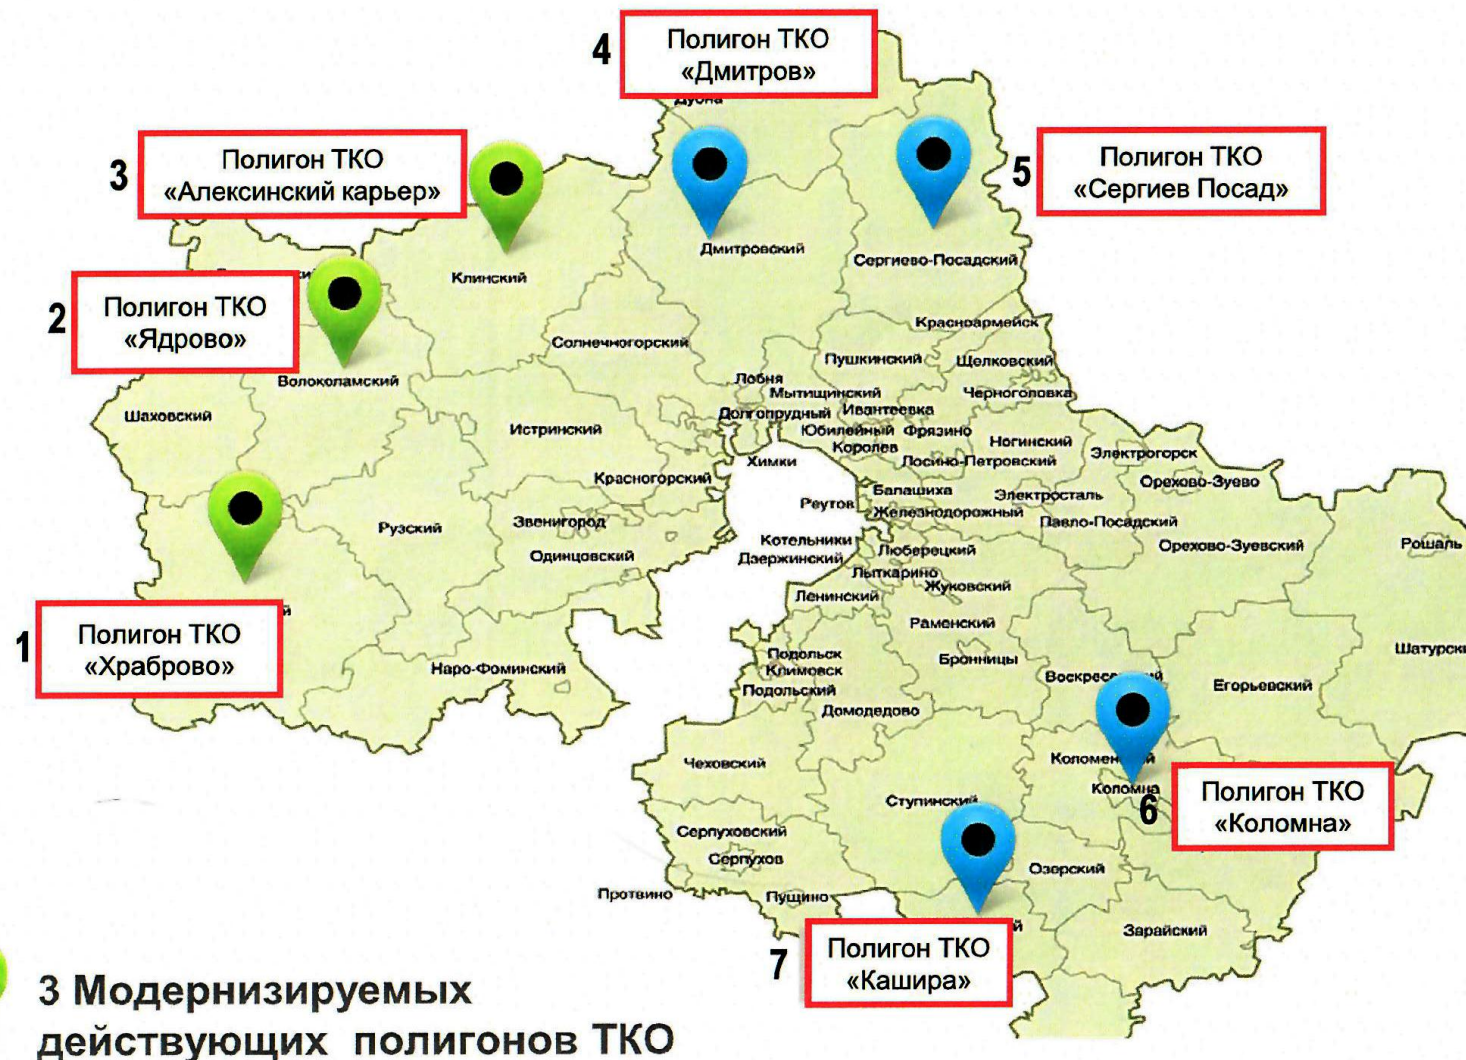 4
Полигон ТКО
«Дмитров»
Дубна
3
Полигон ТКО
«Алексинский карьер»
5
Полигон ТКО
«Сергиев Посад»
Дмитровский
Сергиево-Посадский
Клинский
2
Полигон ТКО
«Ядрово»
Красноармейск
Солнечногорский
Пушкинский
Щелковский
Волоколамский
Лобня
Мытищинский
Черноголовка
Шаховский
Долгопрудный
Ивантеевка
Истринский
Юбилейный
Фрязино
Королев
Ногинский
Электрогорск
Химки
Лосино-Петровский
Красногорский
Орехово-Зуево
Балашиха
Электросталь
Реутов
Железнодорожный
Павло-Посадский
Рузский
Звенигород
Котельники
Одинцовский
Дзержинский
Люберецкий
Орехово-Зуевский
Рошаль
Лыткарино
Жуковский
Ленинский
1
Полигон ТКО
«Храброво»
й
Раменский
Подольск
Бронницы
Шатурск
Наро-Фоминский
Климовск
Подольский
Егорьевский
Домодедово
Чеховский
Коломна
Ступинский
6
Полигон ТКО
«Коломна»
Серпуховский
Серпухов
Озерский
Протвино
Пущино
й
Зарайский
7
Полигон ТКО
«Кашира»
3 Модернизируемых
действующих полигонов ТКО